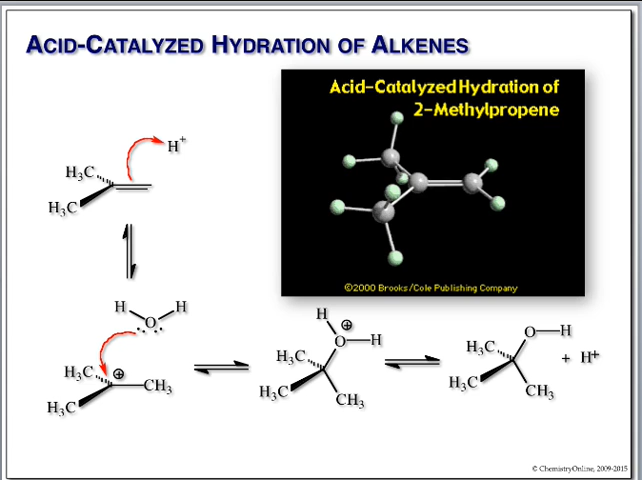 ACID-CATALYZED HYDRATION OF ALKENES
Acid-Catalyzed Hydration of
2-Methylpropene
©2000 Brooks/Cole Publishing Company
H⁺
H₃C
H₃C
H H
O
H₃C ⊕
CH₃
H₃C
H
⊕
O H
H₃C
H₃C
CH₃
O H
H₃C
+ H⁺
H₃C
CH₃
© ChemistryOnline, 2009-2015